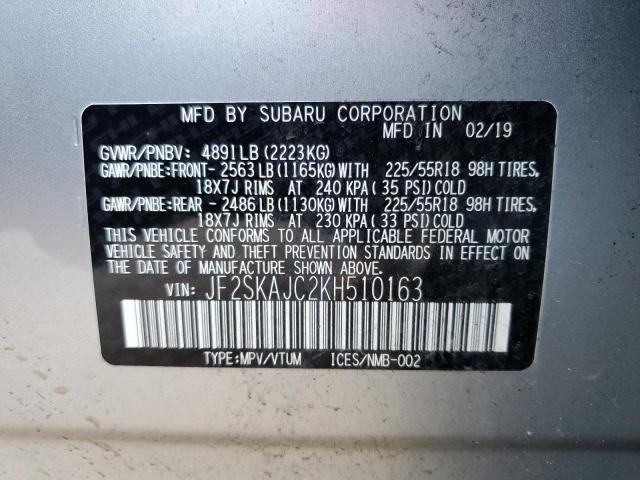 MFD BY SUBARU CORPORATION
MFD IN 02/19
GVWR/PNBV: 4891LB (2223KG)
GAWR/PNBE:FRONT- 2563LB (1165KG) WITH 225/55R18 98H TIRES,
18X7J RIMS AT 240 KPA ( 35 PSI) COLD
GAWR/PNBE:REAR - 2486LB (1130KG) WITH 225/55R18 98H TIRES,
18X7J RIMS AT 230 KPA ( 33 PSI) COLD
THIS VEHICLE CONFORMS TO ALL APPLICABLE FEDERAL MOTOR
VEHICLE SAFETY AND THEFT PREVENTION STANDARDS IN EFFECT ON
THE DATE OF MANUFACTURE SHOWN ABOVE.
VIN: JF2SKAJC2KH510163
TYPE:MPV/VTUM ICES/NMB-002